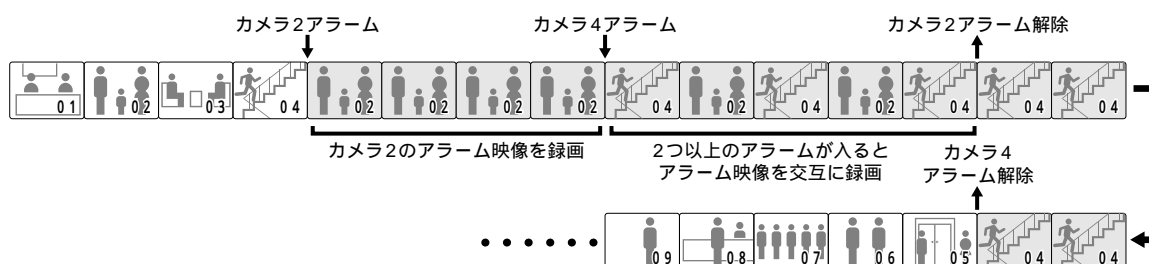 カメラ2アラーム カメラ4アラーム カメラ2アラーム解除
01 02 03 04 02 02 02 02 04 02 04 02 04 04 04
カメラ2のアラーム映像を録画
2つ以上のアラームが入ると
アラーム映像を交互に録画
カメラ4
アラーム解除
09 08 07 06 05 04 04